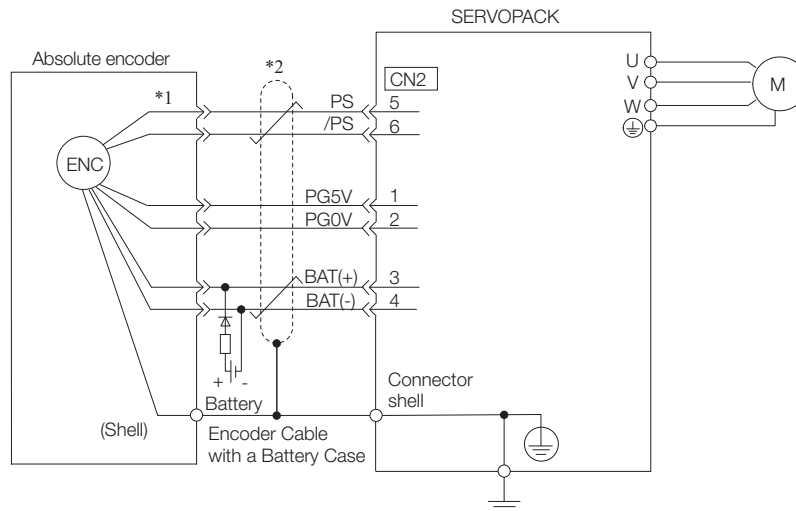 SERVOPACK
Absolute encoder
*2
CN2
*1
PS
5
/PS
6
ENC
PG5V
1
PG0V
2
BAT(+)
3
BAT(-)
4
+
-
Battery
(Shell)
Encoder Cable
with a Battery Case
Connector
shell
U
V
W
M